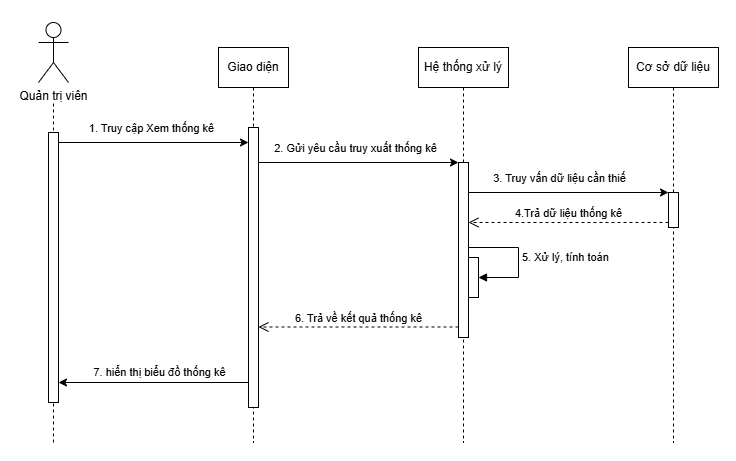 Giao diện
Hệ thống xử lý
Cơ sở dữ liệu
Quản trị viên
1. Truy cập Xem thống kê
2. Gửi yêu cầu truy xuất thống kê
3. Truy vấn dữ liệu cần thiế
4.Trả dữ liệu thống kê
5. Xử lý, tính toán
6. Trả về kết quả thống kê
7. hiển thị biểu đồ thống kê